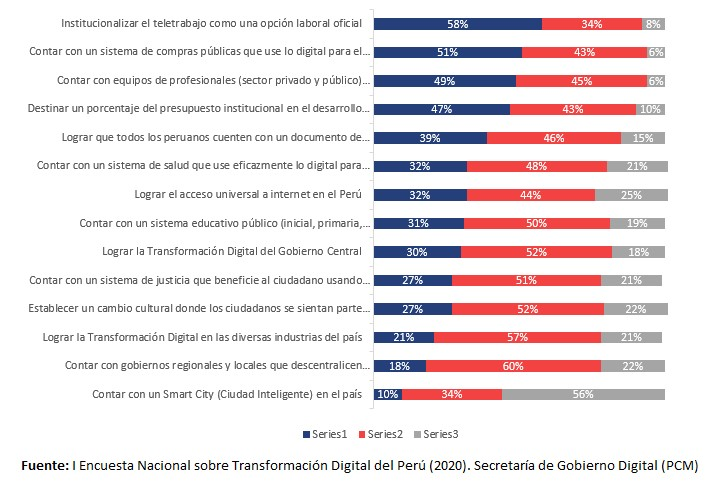 Institucionalizar el teletrabajo como una opción laboral oficial 58% 34% 8%
Contar con un sistema de compras públicas que use lo digital para el... 51% 43% 6%
Contar con equipos de profesionales (sector privado y público)... 49% 45% 6%
Destinar un porcentaje del presupuesto institucional en el desarrollo... 47% 43% 10%
Lograr que todos los peruanos cuenten con un documento de... 39% 46% 15%
Contar con un sistema de salud que use eficazmente lo digital para... 32% 48% 21%
Lograr el acceso universal a internet en el Perú 32% 44% 25%
Contar con un sistema educativo público (inicial, primaria,... 31% 50% 19%
Lograr la Transformación Digital del Gobierno Central 30% 52% 18%
Contar con un sistema de justicia que beneficie al ciudadano usando... 27% 51% 21%
Establecer un cambio cultural donde los ciudadanos se sientan parte... 27% 52% 22%
Lograr la Transformación Digital en las diversas industrias del país 21% 57% 21%
Contar con gobiernos regionales y locales que descentralicen... 18% 60% 22%
Contar con un Smart City (Ciudad Inteligente) en el país 10% 34% 56%
Series1 Series2 Series3
Fuente: I Encuesta Nacional sobre Transformación Digital del Perú (2020). Secretaría de Gobierno Digital (PCM)